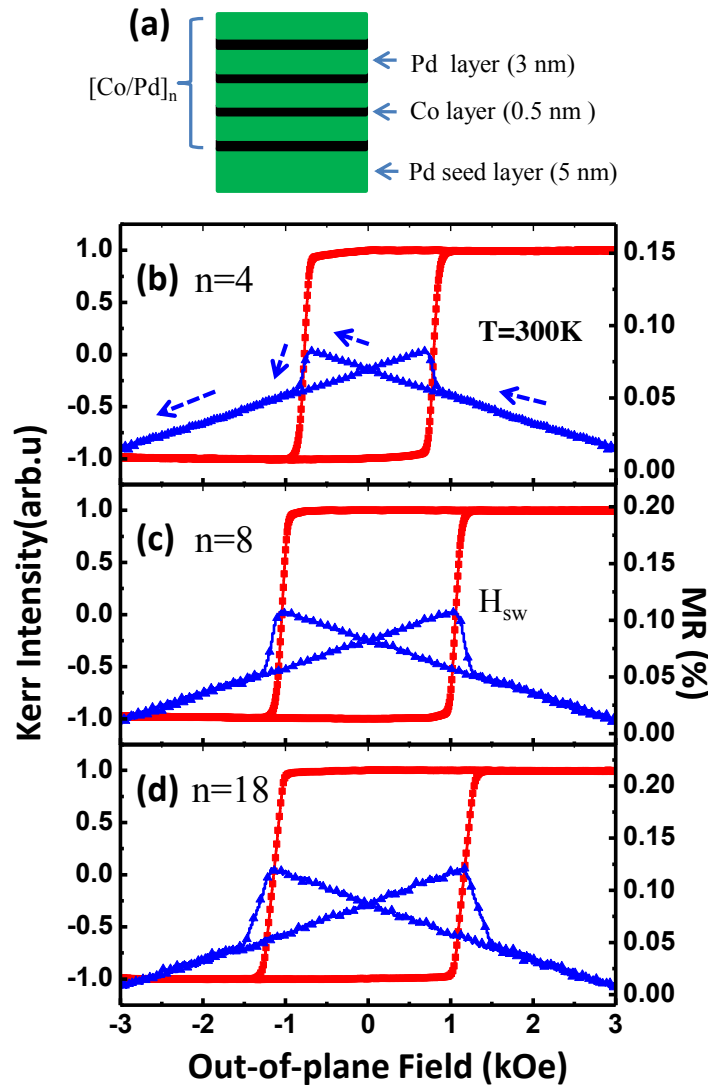 (a)
[Co/Pd]n
Pd layer (3 nm)
Co layer (0.5 nm )
Pd seed layer (5 nm)
(b) n=4
T=300K
1.0
0.5
0.0
-0.5
-1.0
0.15
0.10
0.05
0.00
(c) n=8
Hsw
1.0
0.5
0.0
-0.5
-1.0
0.20
0.15
0.10
0.05
0.00
(d) n=18
1.0
0.5
0.0
-0.5
-1.0
0.20
0.15
0.10
0.05
0.00
Kerr Intensity(arb.u)
MR (%)
-3 -2 -1 0 1 2 3
Out-of-plane Field (kOe)